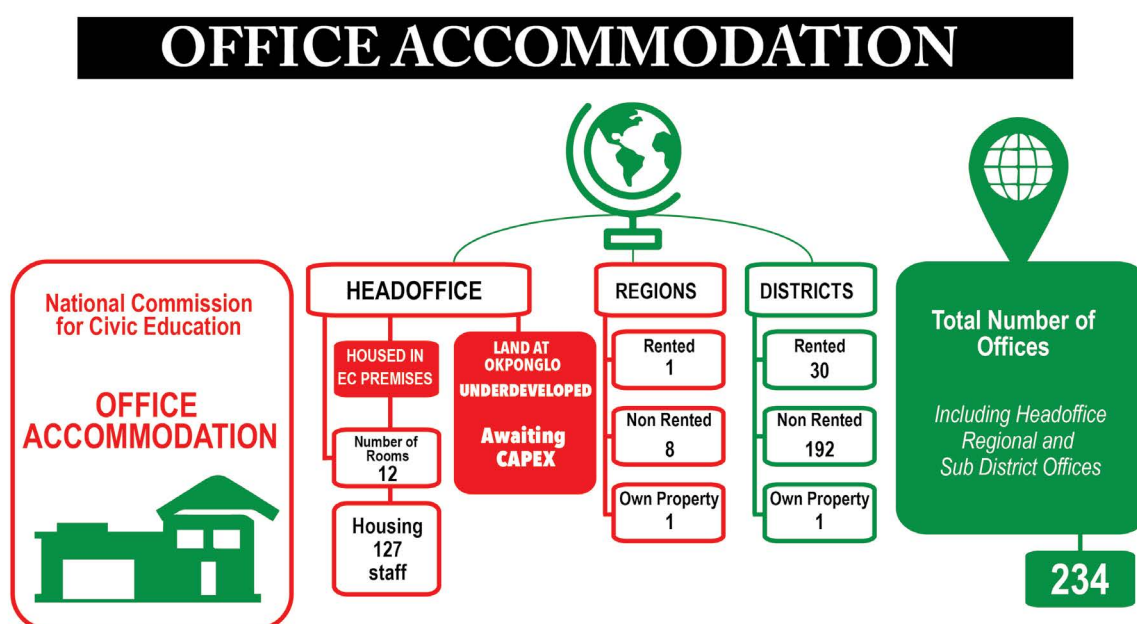 OFFICE ACCOMMODATION
National Commission
for Civic Education
OFFICE
ACCOMMODATION
HEADOFFICE
HOUSED IN
EC PREMISES
Number of
Rooms
12
Housing
127
staff
LAND AT
OKPONGLO
UNDERDEVELOPED
Awaiting
CAPEX
REGIONS
Rented
1
Non Rented
8
Own Property
1
DISTRICTS
Rented
30
Non Rented
192
Own Property
1
Total Number of
Offices
Including Headoffice
Regional and
Sub District Offices
234